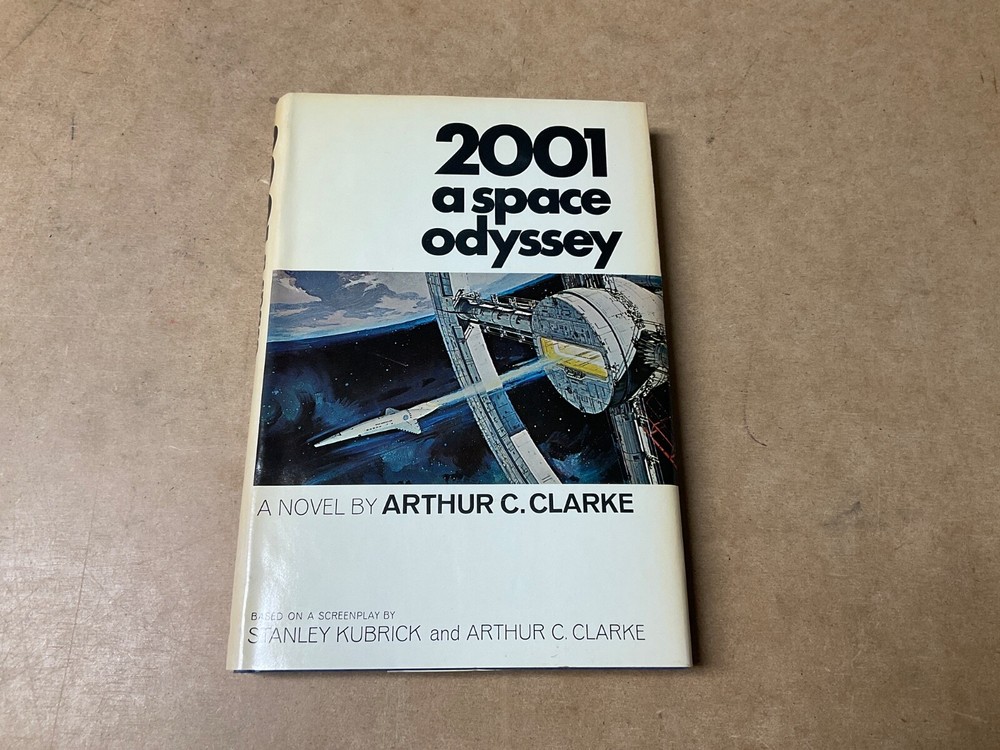 2001
a space
odyssey
A NOVEL BY ARTHUR C. CLARKE
BASED ON A SCREENPLAY BY
STANLEY KUBRICK and ARTHUR C. CLARKE